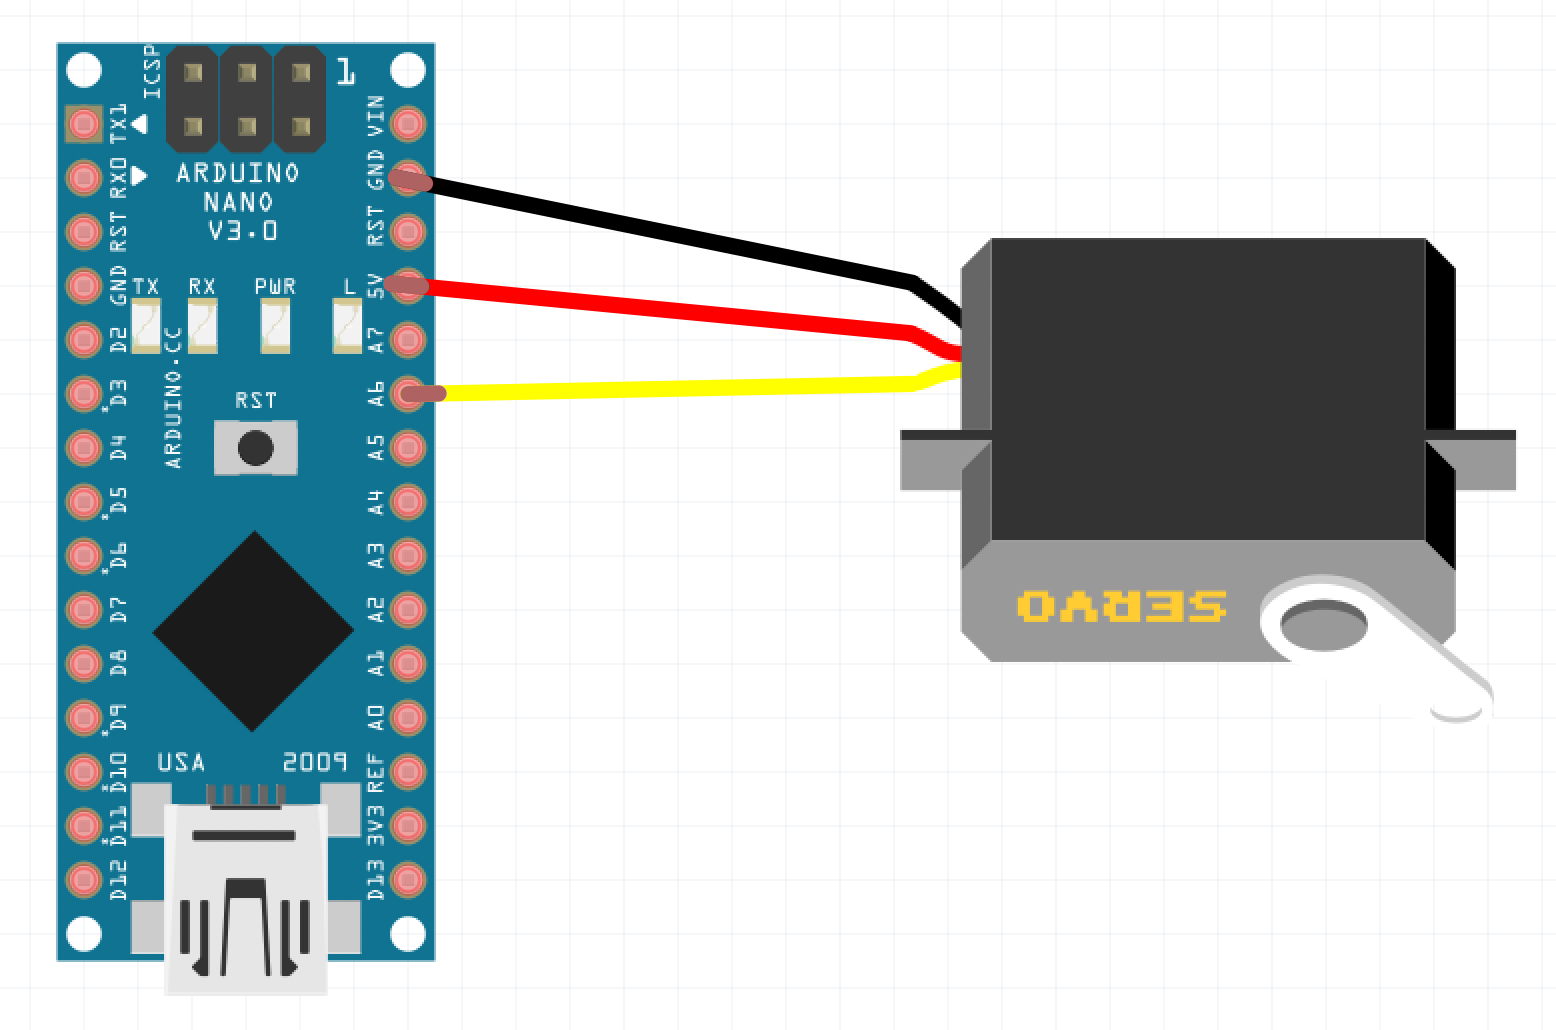 ICSP
1
TX1
RX0
RST
GND
D2
D3
D4
D5
D6
D7
D8
D9
D10
D11
D12
VIN
GND
RST
5V
A7
A6
A5
A4
A3
A2
A1
A0
REF
3V3
D13
ARDUINO
NANO
V3.0
TX RX PWR L
ARDUINO.CC
RST
USA 2009
SERVO